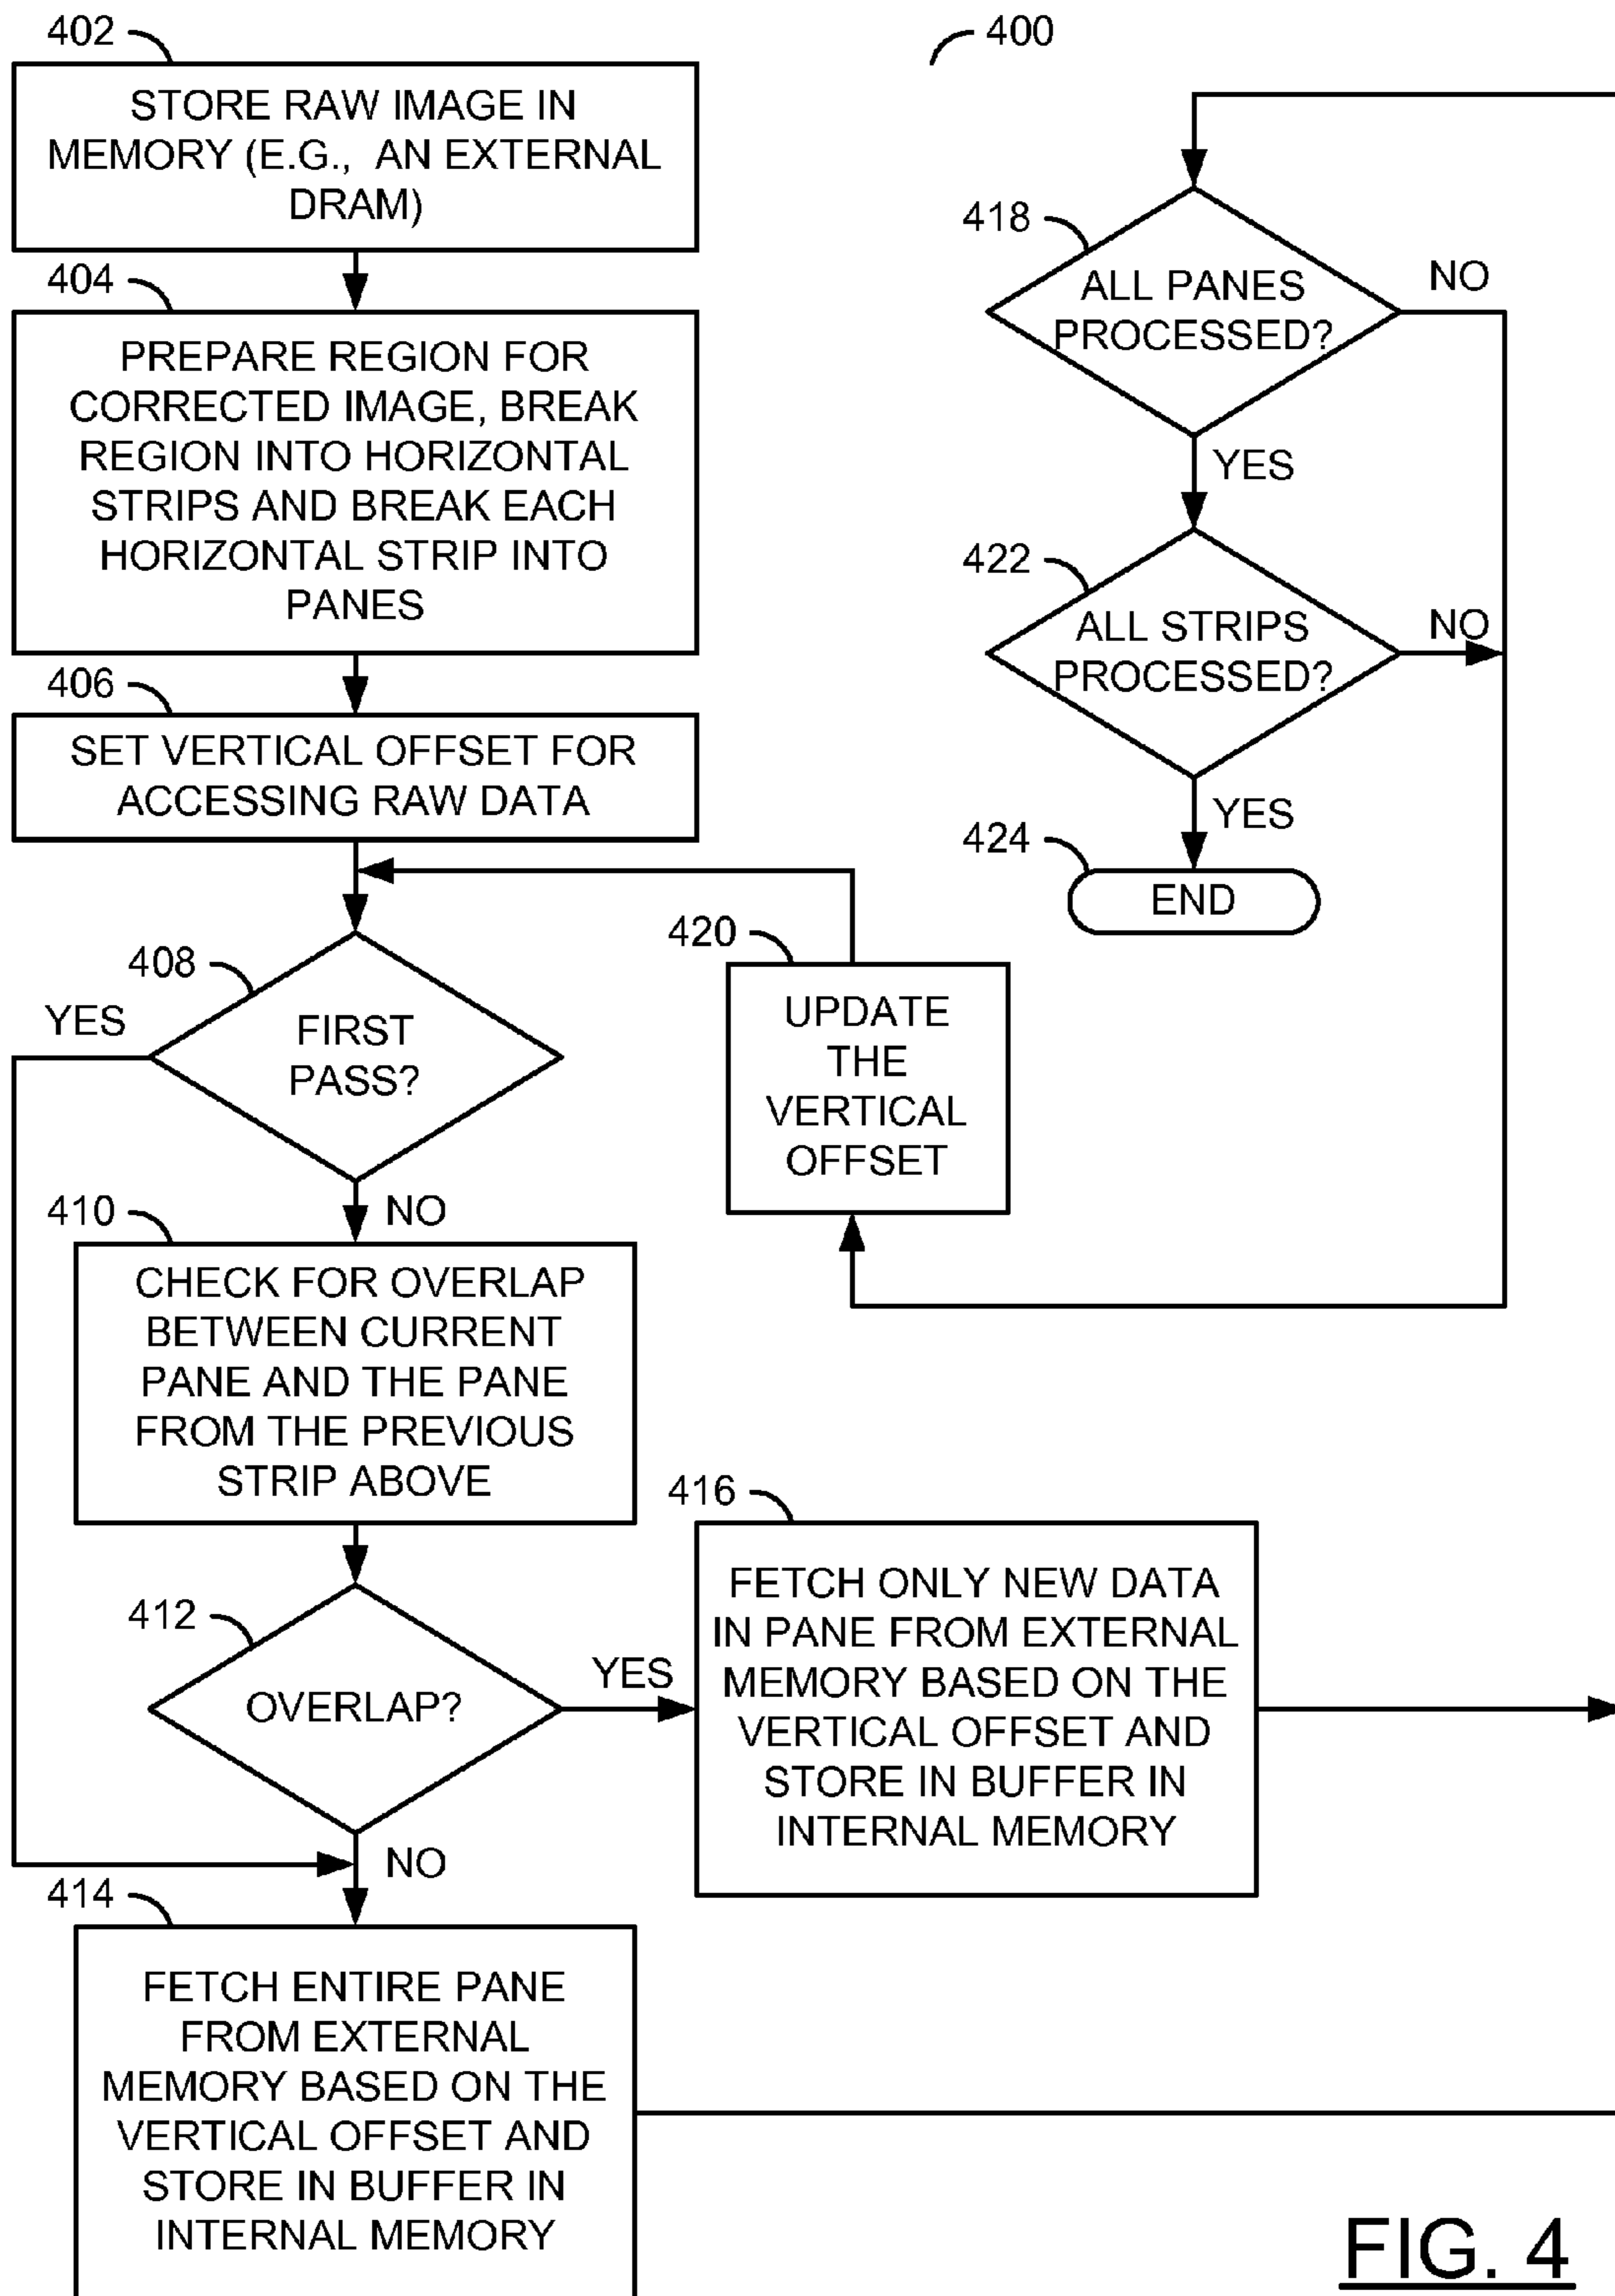 402
STORE RAW IMAGE IN
MEMORY (E.G., AN EXTERNAL
DRAM)
404
PREPARE REGION FOR
CORRECTED IMAGE, BREAK
REGION INTO HORIZONTAL
STRIPS AND BREAK EACH
HORIZONTAL STRIP INTO
PANES
406
SET VERTICAL OFFSET FOR
ACCESSING RAW DATA
408
YES
FIRST
PASS?
NO
410
CHECK FOR OVERLAP
BETWEEN CURRENT
PANE AND THE PANE
FROM THE PREVIOUS
STRIP ABOVE
412
OVERLAP?
YES
NO
414
FETCH ENTIRE PANE
FROM EXTERNAL
MEMORY BASED ON THE
VERTICAL OFFSET AND
STORE IN BUFFER IN
INTERNAL MEMORY
416
FETCH ONLY NEW DATA
IN PANE FROM EXTERNAL
MEMORY BASED ON THE
VERTICAL OFFSET AND
STORE IN BUFFER IN
INTERNAL MEMORY
420
UPDATE
THE
VERTICAL
OFFSET
400
418
ALL PANES
PROCESSED?
NO
YES
422
ALL STRIPS
PROCESSED?
NO
YES
424
END
FIG. 4